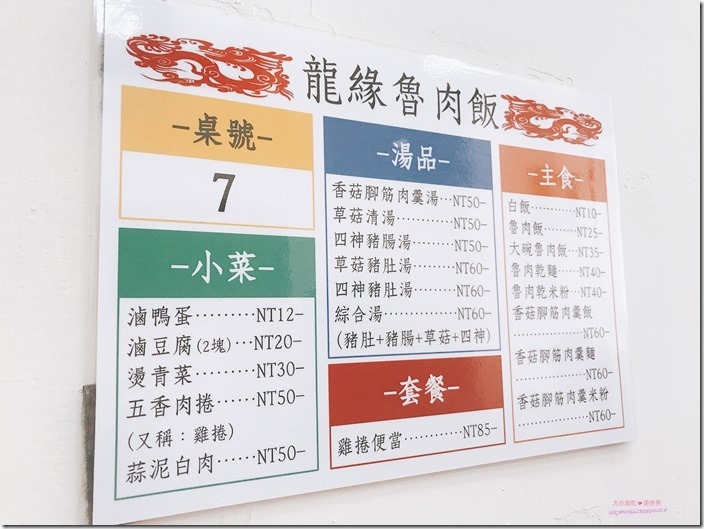 龍緣魯肉飯
-桌號-
7
-小菜-
滷鴨蛋·········NT12-
滷豆腐(2塊)···NT20-
燙青菜·······NT30-
五香肉捲·····NT50-
(又稱：雞捲)
蒜泥白肉······NT50-
-湯品-
香菇腳筋肉羹湯··NT50-
草菇清湯·········NT50-
四神豬腸湯·······NT50-
草菇豬肚湯·······NT60-
四神豬肚湯·······NT60-
綜合湯···········NT60-
(豬肚+豬腸+草菇+四神)
-套餐-
雞捲便當············NT85-
-主食-
白飯···········NT10-
魯肉飯········NT25-
大碗魯肉飯···NT35-
魯肉乾麵·····NT40-
魯肉乾米粉···NT40-
香菇腳筋肉羹飯
·················NT60-
香菇腳筋肉羹麵
·················NT60-
香菇腳筋肉羹米粉
·················NT60-